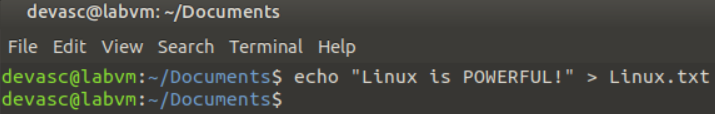 devasc@labvm: ~/Documents
File Edit View Search Terminal Help
devasc@labvm:~/Documents$ echo "Linux is POWERFUL!" > Linux.txt
devasc@labvm:~/Documents$